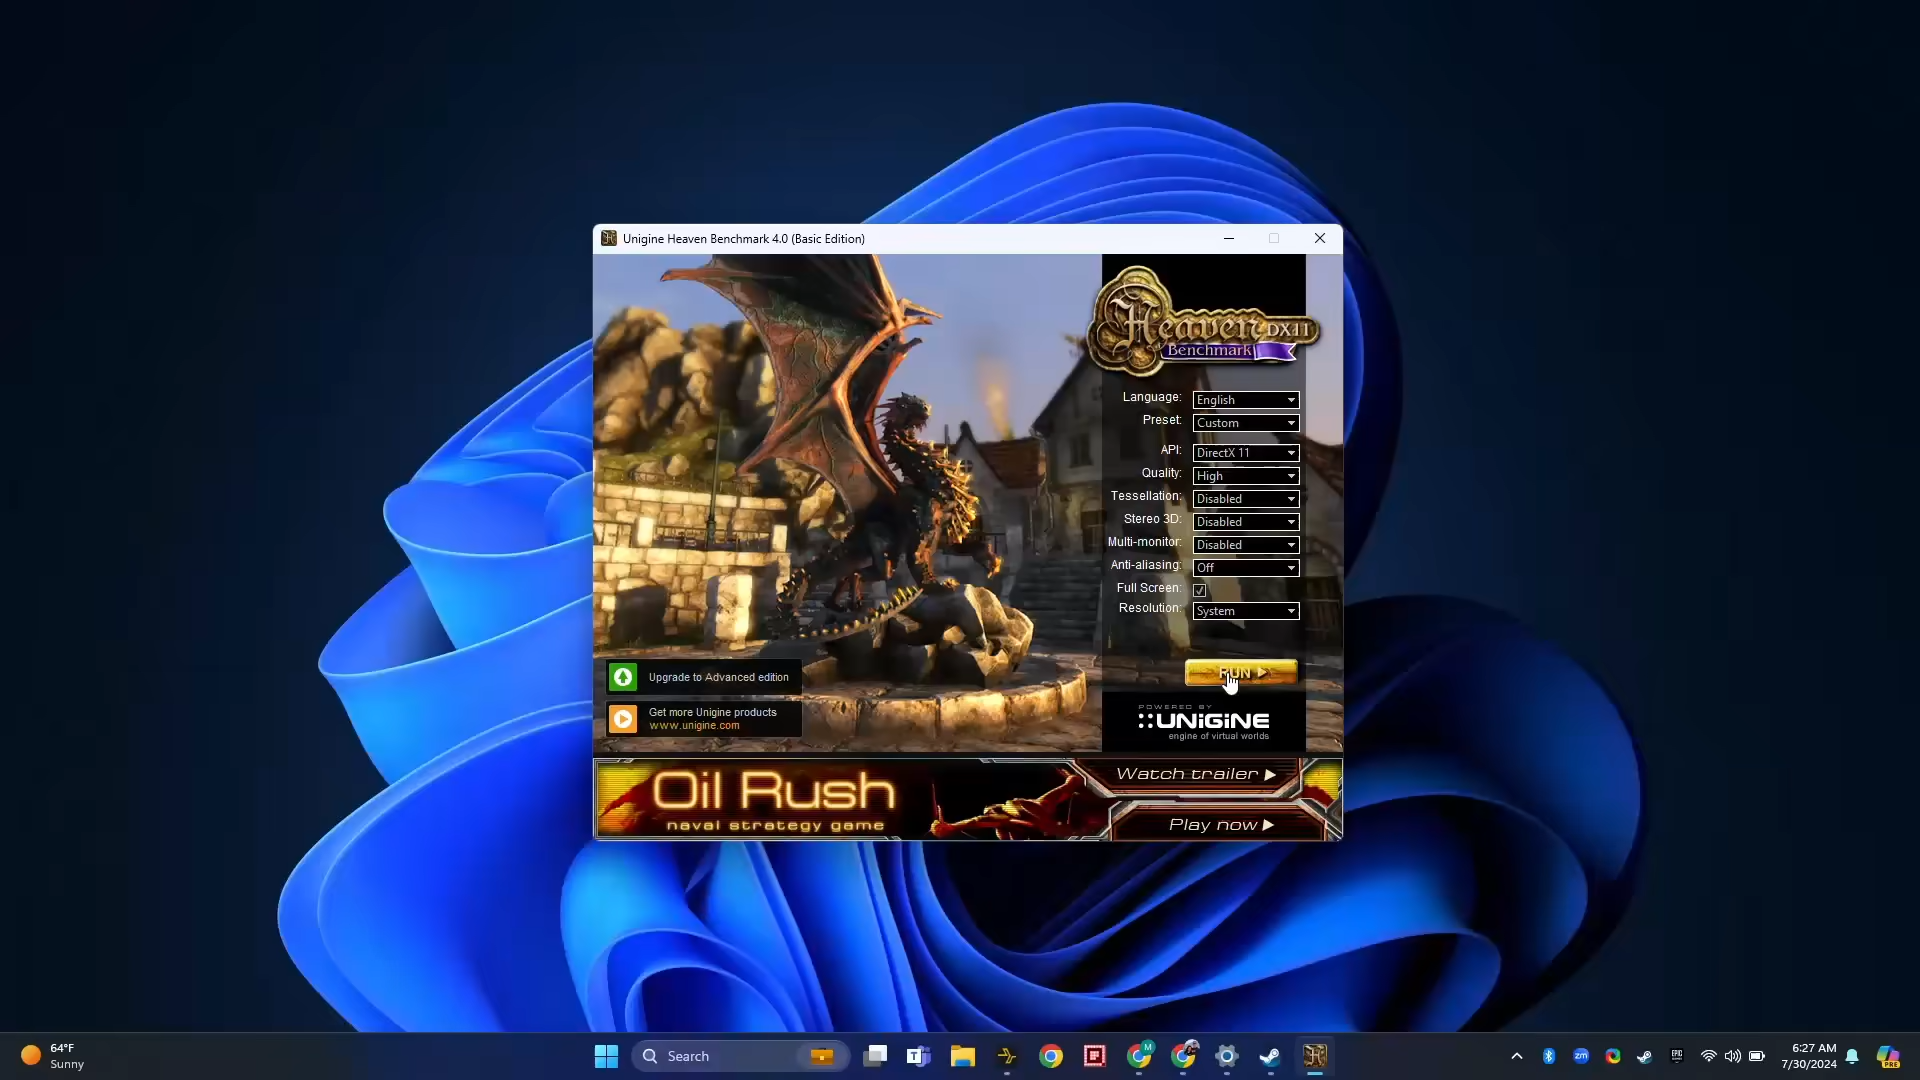 Unigine Heaven Benchmark 4.0 (Basic Edition)
Heaven DX11
Benchmark
Language: English
Preset: Custom
API: DirectX 11
Quality: High
Tessellation: Disabled
Stereo 3D: Disabled
Multi-monitor: Disabled
Anti-aliasing: Off
Full Screen:
Resolution: System
RUN
Upgrade to Advanced edition
Get more Unigine products
www.unigine.com
POWERED BY
UNIGINE
engine of virtual worlds
Oil Rush
naval strategy game
Watch trailer
Play now
64°F
Sunny
Search
6:27 AM
7/30/2024